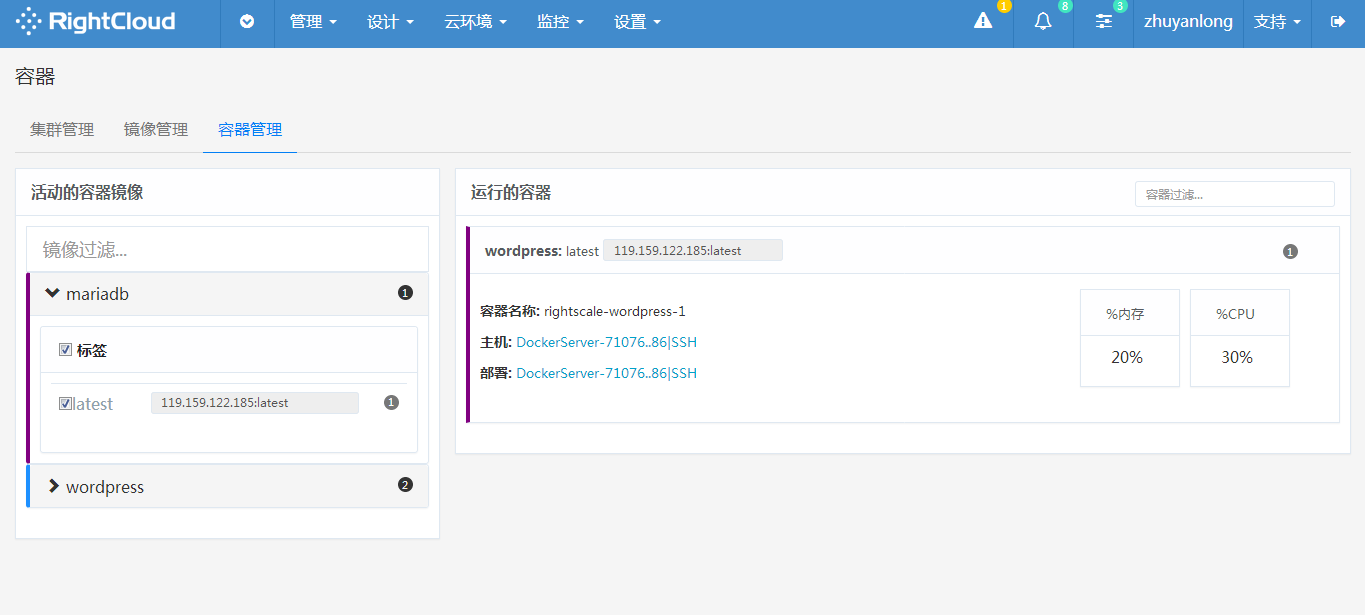 RightCloud 管理 设计 云环境 监控 设置 1 8 3 zhuyanlong 支持
容器
集群管理 镜像管理 容器管理
活动的容器镜像
镜像过滤...
mariadb 1
标签
latest 119.159.122.185:latest 1
wordpress 2
运行的容器 容器过滤...
wordpress: latest 119.159.122.185:latest 1
容器名称: rightscale-wordpress-1
主机: DockerServer-71076..86|SSH
部署: DockerServer-71076..86|SSH
%内存 %CPU
20% 30%